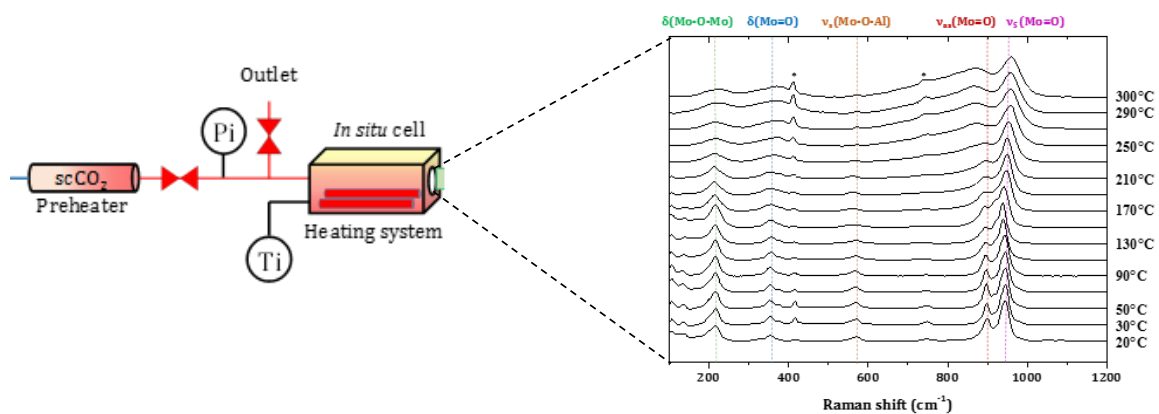 Outlet
Pi
In situ cell
scCO₂
Preheater
Heating system
Ti
δ(Mo-O-Mo) δ(Mo=O) νₛ(Mo-O-Al) νₐₛ(Mo=O) νₛ(Mo=O)
* *
300°C
290°C
250°C
210°C
170°C
130°C
90°C
50°C
30°C
20°C
200 400 600 800 1000 1200
Raman shift (cm⁻¹)